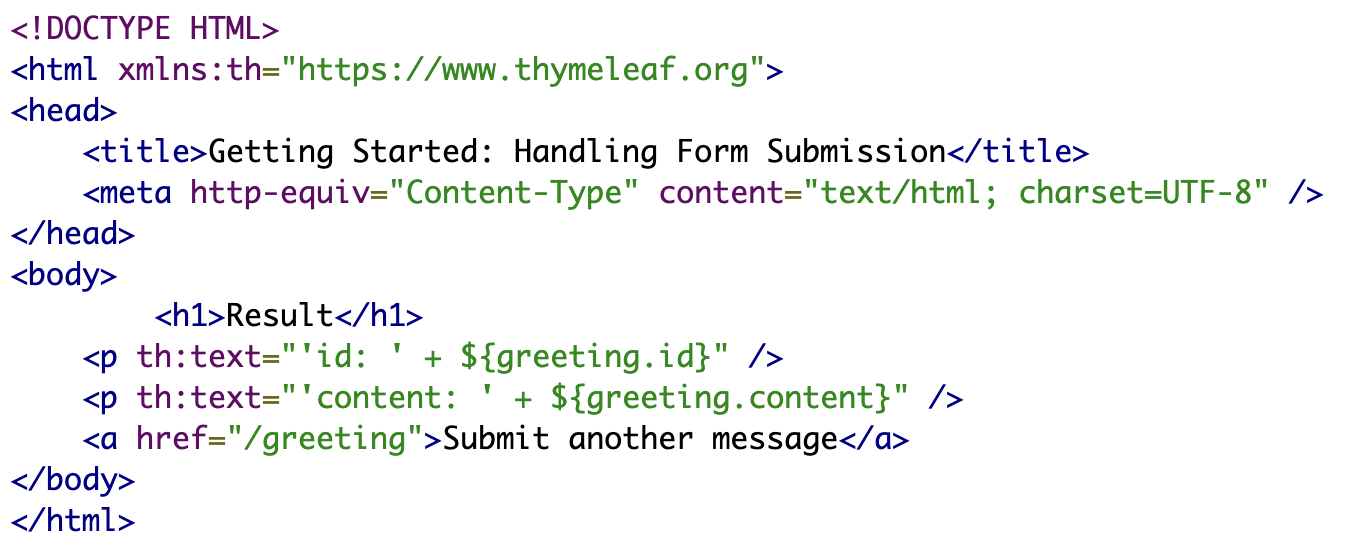 <!DOCTYPE HTML>
<html xmlns:th="https://www.thymeleaf.org">
<head>
    <title>Getting Started: Handling Form Submission</title>
    <meta http-equiv="Content-Type" content="text/html; charset=UTF-8" />
</head>
<body>
        <h1>Result</h1>
    <p th:text="'id: ' + ${greeting.id}" />
    <p th:text="'content: ' + ${greeting.content}" />
    <a href="/greeting">Submit another message</a>
</body>
</html>